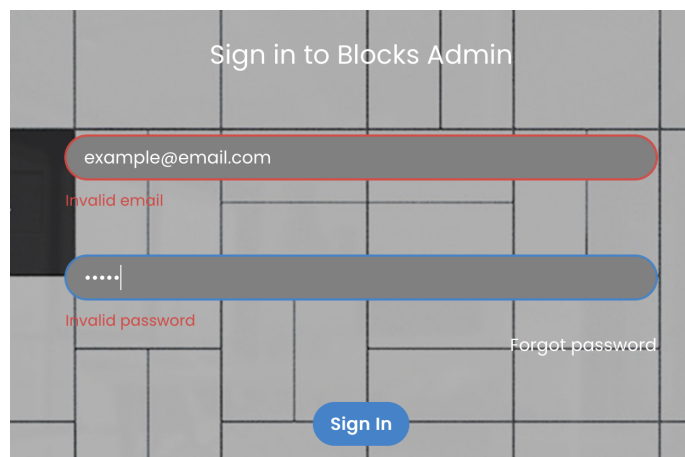 Sign in to Blocks Admin
example@email.com
Invalid email
•••••
Invalid password
Forgot password
Sign In